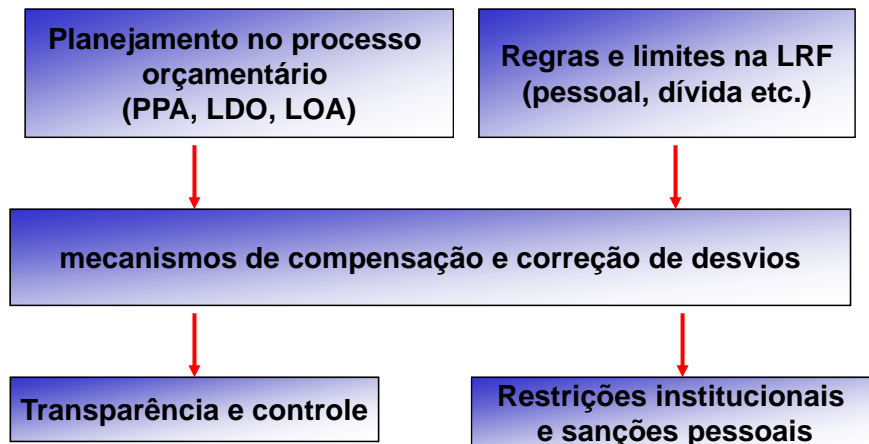 Planejamento no processo
orçamentário
(PPA, LDO, LOA)
Regras e limites na LRF
(pessoal, dívida etc.)
mecanismos de compensação e correção de desvios
Transparência e controle
Restrições institucionais
e sanções pessoais